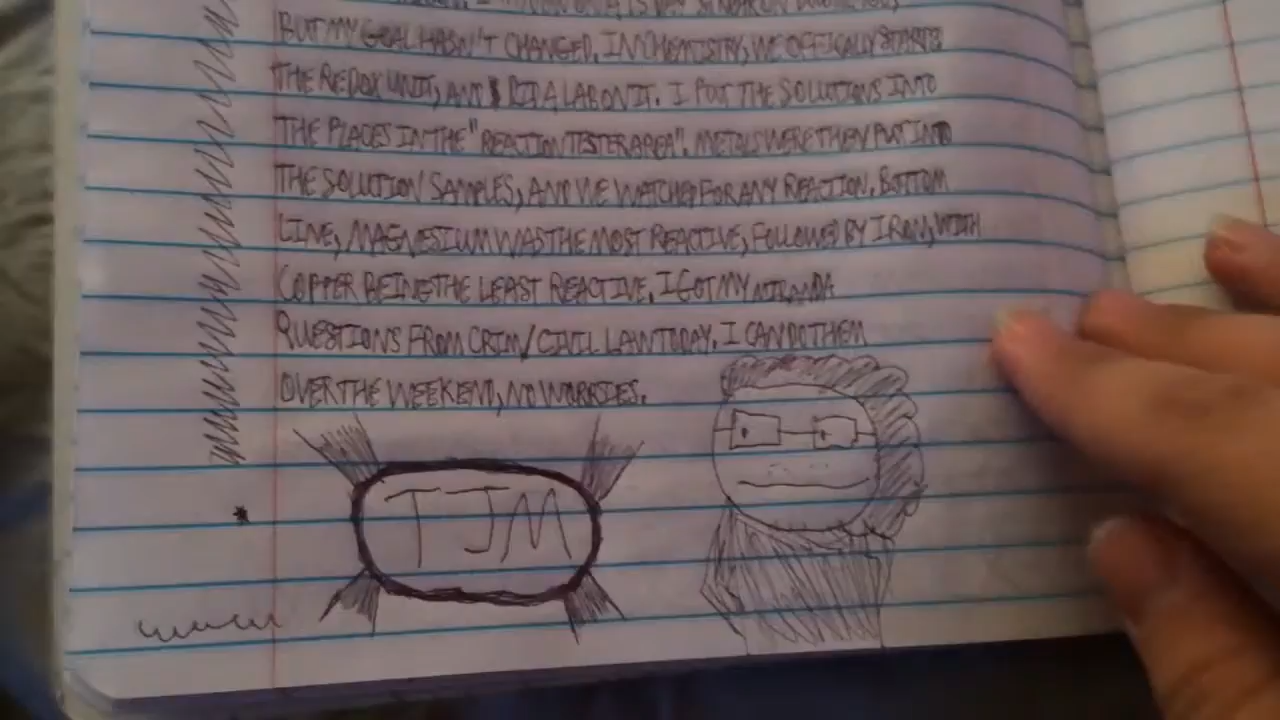 BUT MY GOAL HASN'T CHANGED. IN CHEMISTRY, WE OFFICALLY STARTED
THE REDOX UNIT, AND DID A LAB ON IT. I PUT THE SOLUTIONS INTO
THE PLACES IN THE "REACTION TESTER AREA". METALS WERE THEN PUT INTO
THE SOLUTION SAMPLES, AND WE WATCHED FOR ANY REACTION. BOTTOM
LINE, MAGNESIUM WAS THE MOST REACTIVE, FOLLOWED BY IRON, WITH
COPPER BEING THE LEAST REACTIVE. I GOT MY
QUESTIONS FROM CRIM/CIVIL LAW TODAY. I CAN DO THEM
OVER THE WEEKEND, NO WORRIES.
TJM